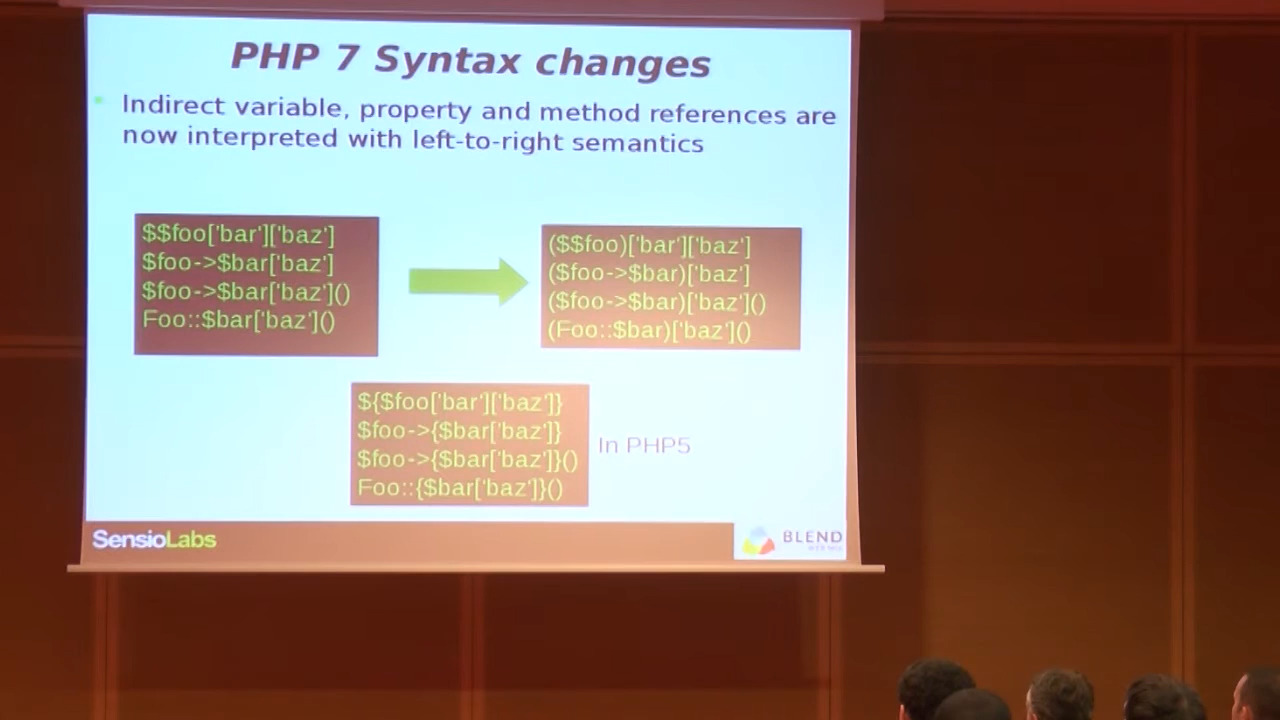 PHP 7 Syntax changes
Indirect variable, property and method references are
now interpreted with left-to-right semantics
$$foo['bar']['baz']
$foo->$bar['baz']
$foo->$bar['baz']()
Foo::$bar['baz']()
($$foo)['bar']['baz']
($foo->$bar)['baz']
($foo->$bar)['baz']()
(Foo::$bar)['baz']()
${$foo['bar']['baz']}
$foo->{$bar['baz']}
$foo->{$bar['baz']}()
Foo::{$bar['baz']}()
In PHP5
SensioLabs
BLEND